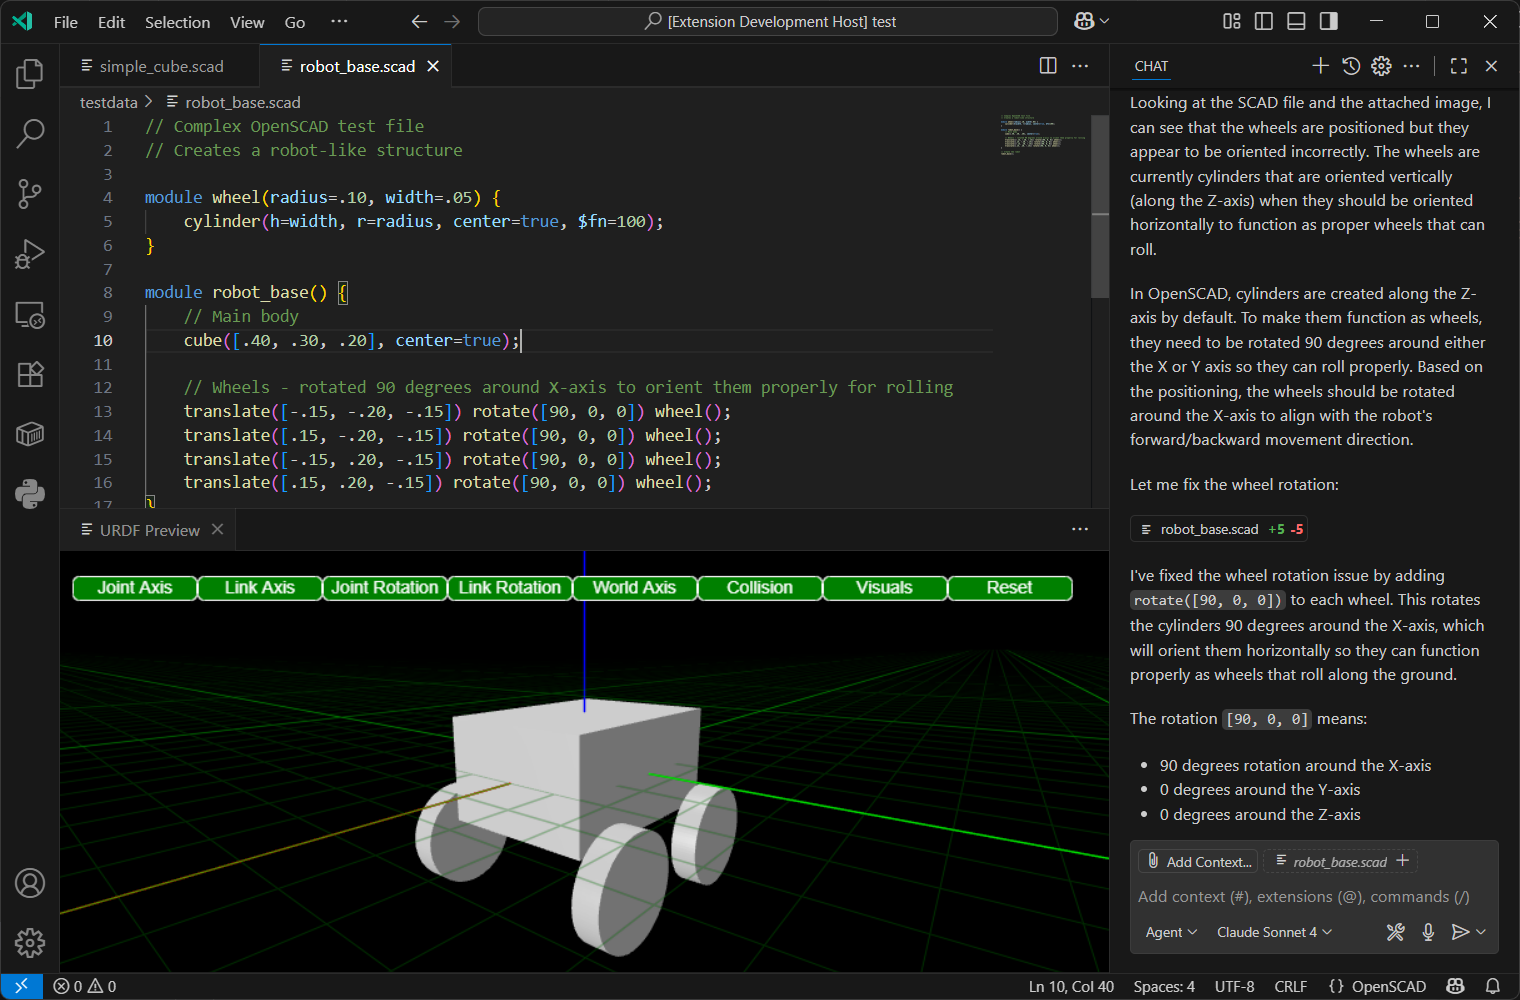 File Edit Selection View Go ···
[Extension Development Host] test
simple_cube.scad
robot_base.scad
testdata > robot_base.scad
1 // Complex OpenSCAD test file
2 // Creates a robot-like structure
3
4 module wheel(radius=.10, width=.05) {
5 cylinder(h=width, r=radius, center=true, $fn=100);
6 }
7
8 module robot_base() {
9 // Main body
10 cube([.40, .30, .20], center=true);
11
12 // Wheels - rotated 90 degrees around X-axis to orient them properly for rolling
13 translate([-.15, -.20, -.15]) rotate([90, 0, 0]) wheel();
14 translate([.15, -.20, -.15]) rotate([90, 0, 0]) wheel();
15 translate([-.15, .20, -.15]) rotate([90, 0, 0]) wheel();
16 translate([.15, .20, -.15]) rotate([90, 0, 0]) wheel();
17 }
URDF Preview
Joint Axis
Link Axis
Joint Rotation
Link Rotation
World Axis
Collision
Visuals
Reset
CHAT
Looking at the SCAD file and the attached image, I
can see that the wheels are positioned but they
appear to be oriented incorrectly. The wheels are
currently cylinders that are oriented vertically
(along the Z-axis) when they should be oriented
horizontally to function as proper wheels that can
roll.
In OpenSCAD, cylinders are created along the Z-
axis by default. To make them function as wheels,
they need to be rotated 90 degrees around either
the X or Y axis so they can roll properly. Based on
the positioning, the wheels should be rotated
around the X-axis to align with the robot's
forward/backward movement direction.
Let me fix the wheel rotation:
robot_base.scad +5 -5
I've fixed the wheel rotation issue by adding
rotate([90, 0, 0]) to each wheel. This rotates
the cylinders 90 degrees around the X-axis, which
will orient them horizontally so they can function
properly as wheels that roll along the ground.
The rotation [90, 0, 0] means:
• 90 degrees rotation around the X-axis
• 0 degrees around the Y-axis
• 0 degrees around the Z-axis
Add Context... robot_base.scad +
Add context (#), extensions (@), commands (/)
Agent Claude Sonnet 4
0 0
Ln 10, Col 40 Spaces: 4 UTF-8 CRLF {} OpenSCAD